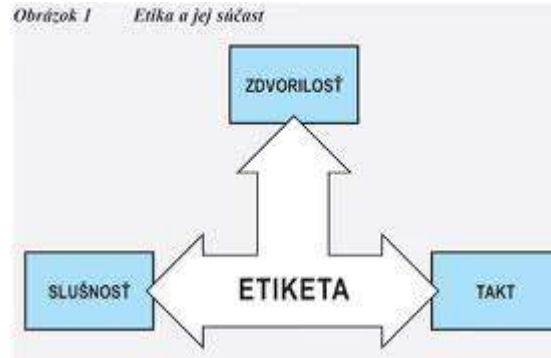 Obrázok 1 Etika a jej súčast
ZDVORILOSŤ
SLUŠNOSŤ
ETIKETA
TAKT